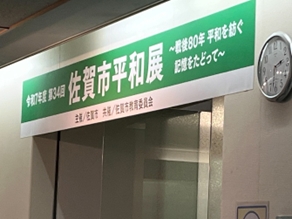 令和7年度 第34回 佐賀市平和展 ～戦後80年 平和を紡ぐ
記憶をたどって～
主催／佐賀市 共催／佐賀市教育委員会